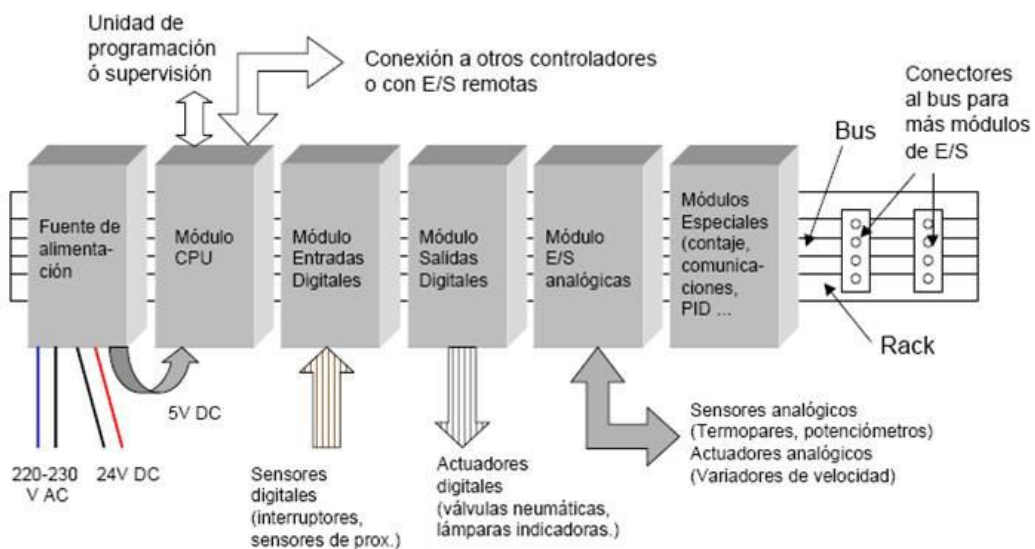 Unidad de
programación
ó supervisión
Conexión a otros controladores
o con E/S remotas
Conectores
al bus para
más módulos
de E/S
Bus
Fuente de
alimenta-
ción
Módulo
CPU
Módulo
Entradas
Digitales
Módulo
Salidas
Digitales
Módulo
E/S
analógicas
Módulos
Especiales
(contaje,
comunica-
ciones,
PID ...
Rack
5V DC
220-230
V AC
24V DC
Sensores
digitales
(interruptores,
sensores de prox.)
Actuadores
digitales
(válvulas neumáticas,
lámparas indicadoras.)
Sensores analógicos
(Termopares, potenciómetros)
Actuadores analógicos
(Variadores de velocidad)